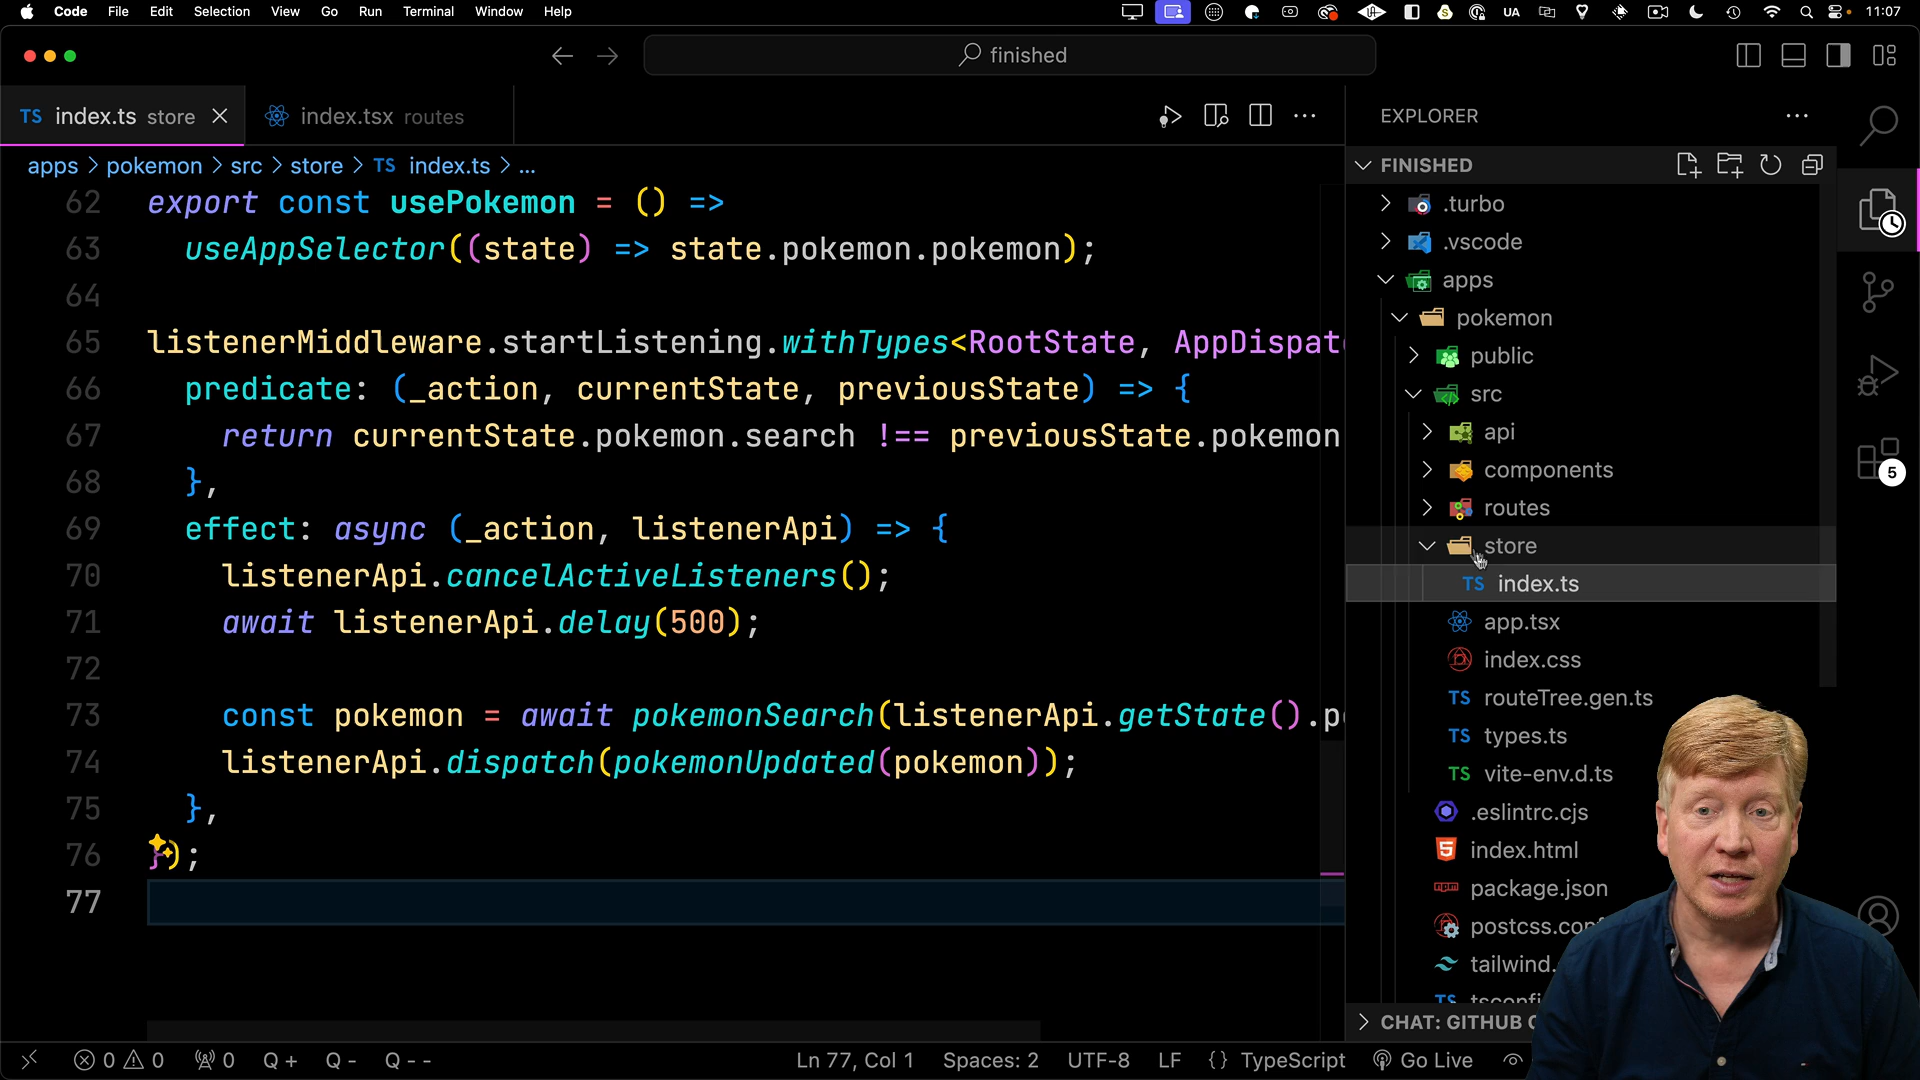 Code File Edit Selection View Go Run Terminal Window Help
UA 11:07
finished
TS index.ts store
index.tsx routes
apps > pokemon > src > store > TS index.ts > ...
62 export const usePokemon = () =>
63 useAppSelector((state) => state.pokemon.pokemon);
64
65 listenerMiddleware.startListening.withTypes<RootState, AppDispat
66 predicate: (_action, currentState, previousState) => {
67 return currentState.pokemon.search !== previousState.pokemon
68 },
69 effect: async (_action, listenerApi) => {
70 listenerApi.cancelActiveListeners();
71 await listenerApi.delay(500);
72
73 const pokemon = await pokemonSearch(listenerApi.getState().p
74 listenerApi.dispatch(pokemonUpdated(pokemon));
75 },
76 });
77
EXPLORER
FINISHED
.turbo
.vscode
apps
pokemon
public
src
api
components
routes
store
TS index.ts
app.tsx
index.css
TS routeTree.gen.ts
TS types.ts
TS vite-env.d.ts
.eslintrc.cjs
index.html
package.json
postcss.con
tailwind.
TS tsconfi
CHAT: GITHUB C
5
0 0 0 Q + Q - Q - - Ln 77, Col 1 Spaces: 2 UTF-8 LF {} TypeScript Go Live